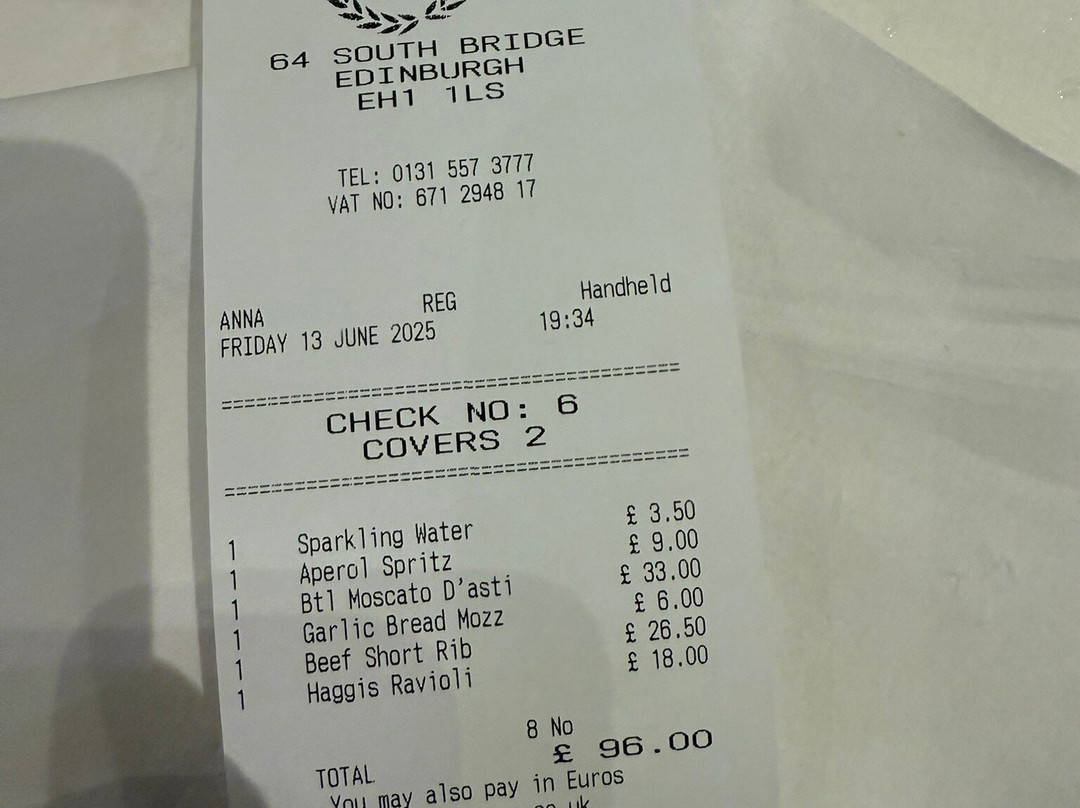 64 SOUTH BRIDGE
EDINBURGH
EH1 1LS
TEL: 0131 557 3777
VAT NO: 671 2948 17
ANNA REG Handheld
FRIDAY 13 JUNE 2025 19:34
CHECK NO: 6
COVERS 2
1 Sparkling Water £ 3.50
1 Aperol Spritz £ 9.00
1 Btl Moscato D'asti £ 33.00
1 Garlic Bread Mozz £ 6.00
1 Beef Short Rib £ 26.50
1 Haggis Ravioli £ 18.00
8 No
TOTAL £ 96.00
You may also pay in Euros